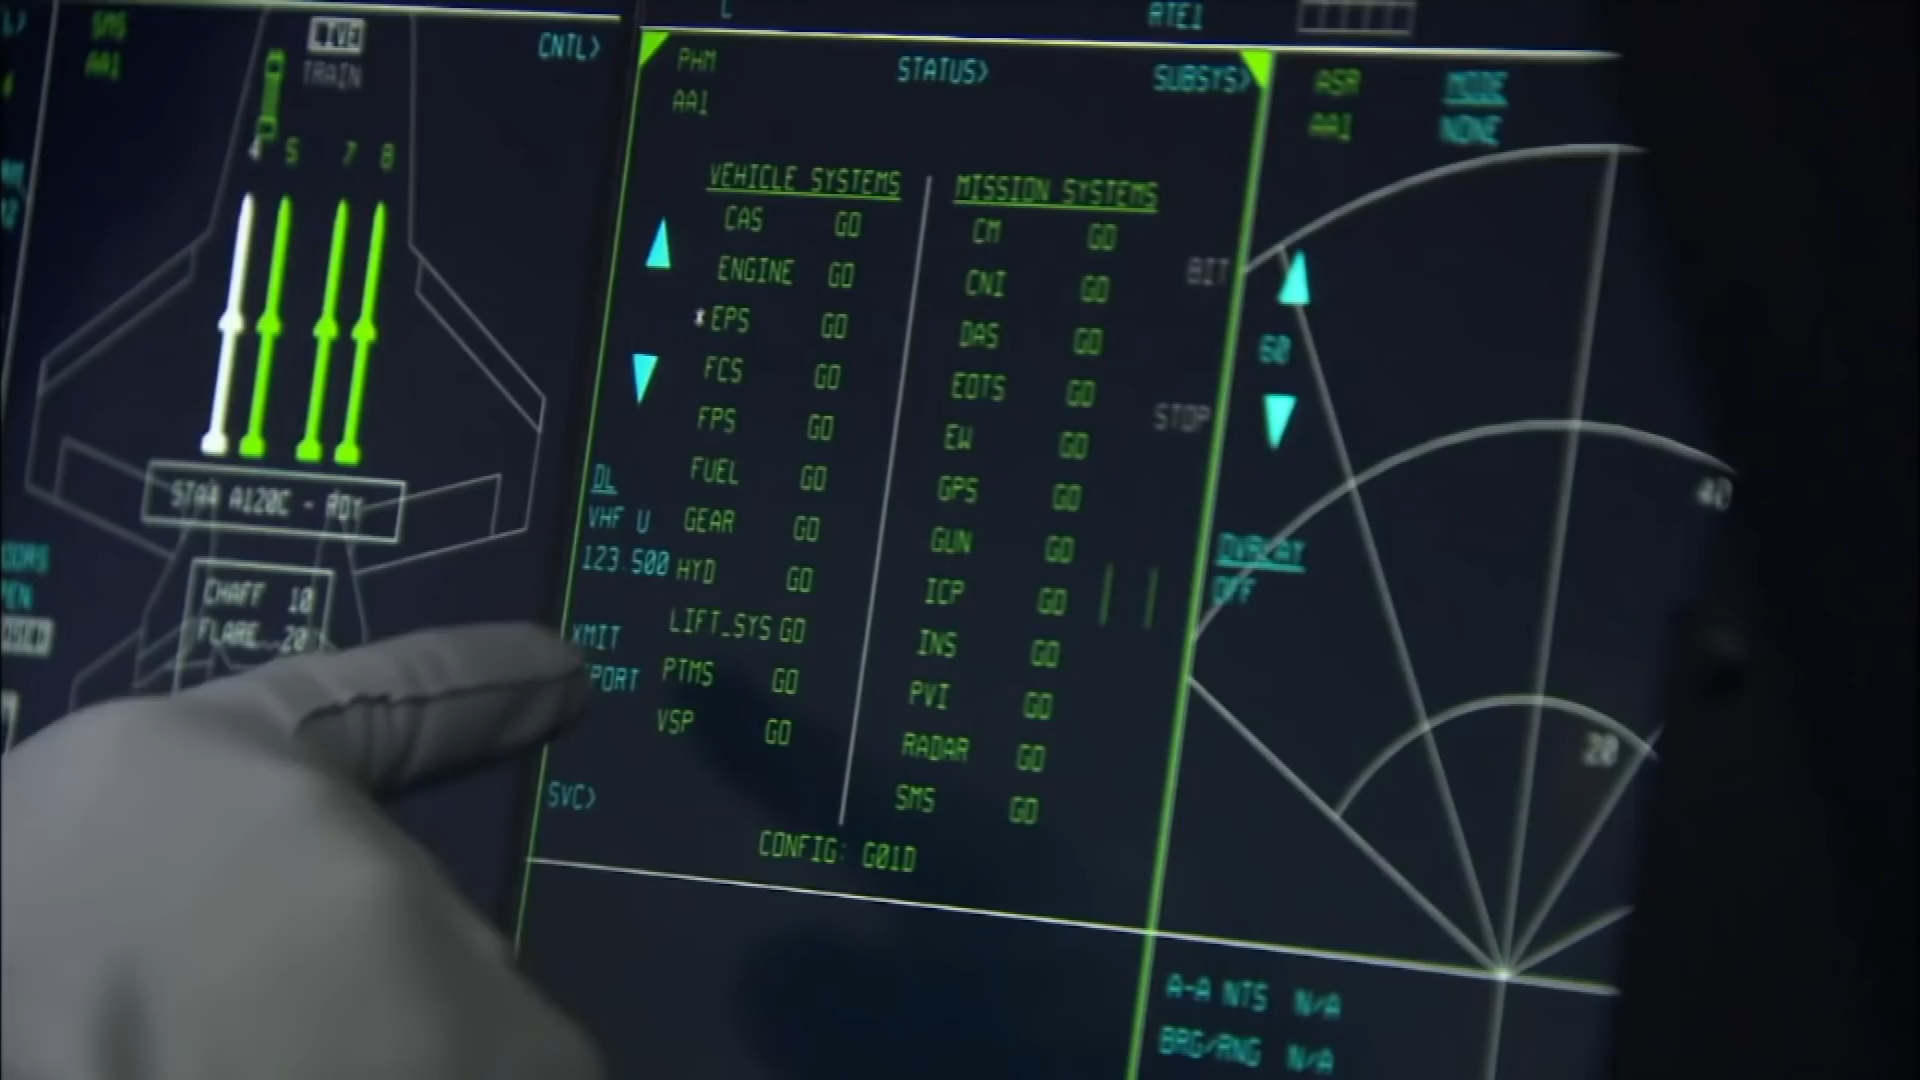 L
RTE1
SMS
AA1
LIVE
TRAIN
CNTL>
4 5 7 8
STA4 A120C - RDY
CHAFF 10
FLARE 20
PHM
AA1
STATUS>
SUBSYS>
VEHICLE SYSTEMS
CAS GO
ENGINE GO
*EPS GO
FCS GO
FPS GO
FUEL GO
GEAR GO
HYD GO
LIFT_SYS GO
PTMS GO
VSP GO
MISSION SYSTEMS
CM GO
CNI GO
DAS GO
EOTS GO
EW GO
GPS GO
GUN GO
ICP GO
INS GO
PVI GO
RADAR GO
SMS GO
BIT
STOP
DL
VHF U
123.500
XMIT
PORT
SVC>
CONFIG: G01D
ASR
AA1
MODE
NONE
60
40
20
OVRLAY
OFF
A-A NTS N/A
BRG/RNG N/A